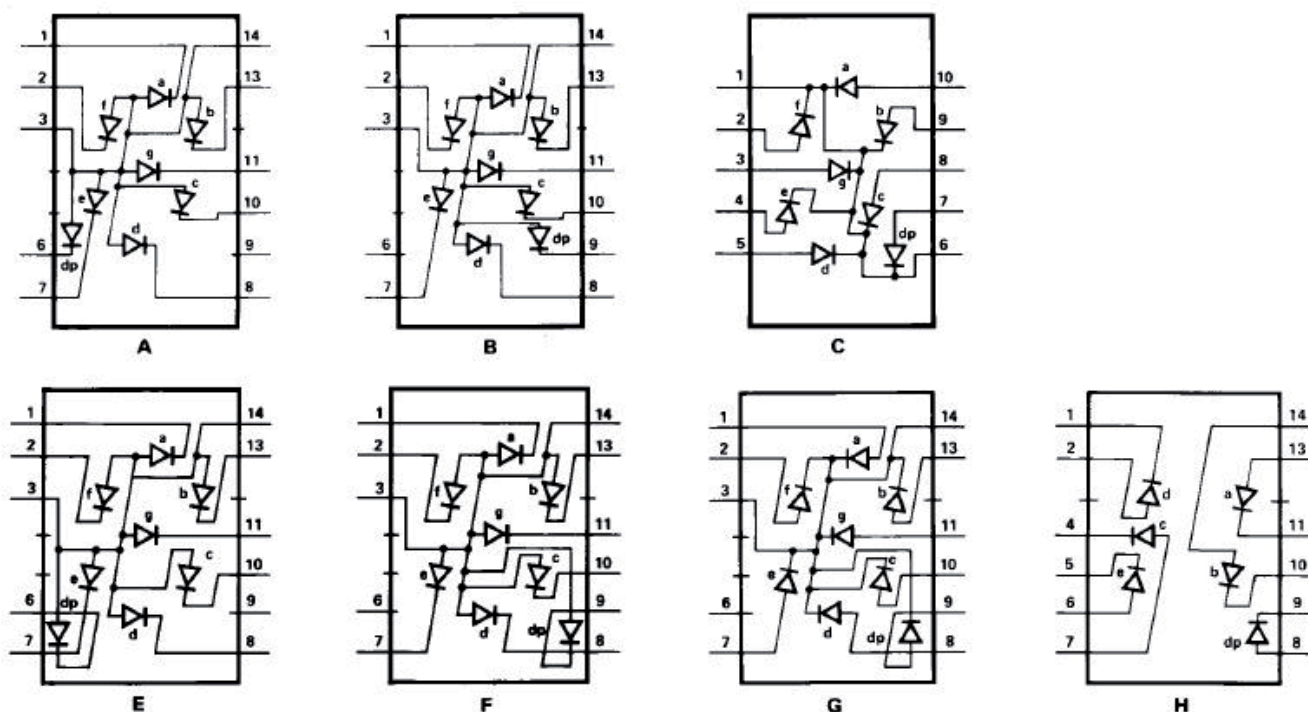 1 14 1 14
2 a 13 2 a 13 1 a 10
f b f b f b
3 3 2 9
g 11 g 11 3 g 8
e c e c 4 e c 7
10 10
d d dp dp
6 dp 9 6 9 5 d 6
7 8 7 8
A B C
1 14 1 14 1 14 1 14
2 a 13 2 a 13 2 a 13 2 13
f b f b f b d a
3 3 3
g 11 g 11 g 11 4 c 11
e c 10 e c 10 e c 10 5 e b 10
6 dp 9 6 9 6 9 6 9
d d dp d dp dp
7 8 7 8 7 8 7 8
E F G H